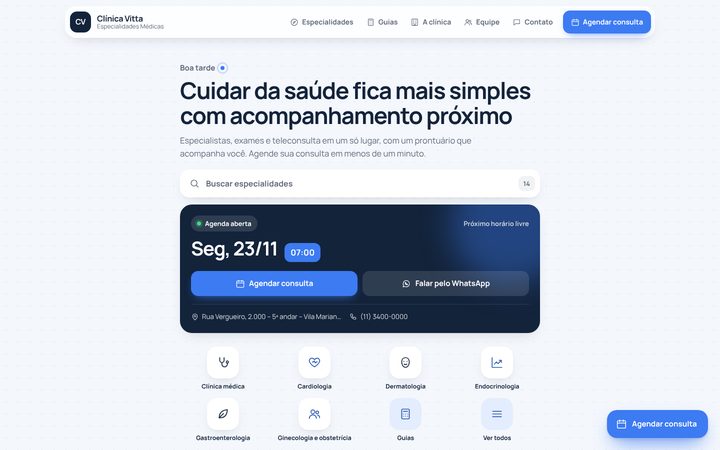 CV
Clínica Vitta
Especialidades Médicas
Especialidades
Guias
A clínica
Equipe
Contato
Agendar consulta
Boa tarde
Cuidar da saúde fica mais simples
com acompanhamento próximo
Especialistas, exames e teleconsulta em um só lugar, com um prontuário que
acompanha você. Agende sua consulta em menos de um minuto.
Buscar especialidades
14
Agenda aberta
Próximo horário livre
Seg, 23/11
07:00
Agendar consulta
Falar pelo WhatsApp
Rua Vergueiro, 2.000 – 5º andar – Vila Marian...
(11) 3400-0000
Clínica médica
Cardiologia
Dermatologia
Endocrinologia
Gastroenterologia
Ginecologia e obstetrícia
Guias
Ver todos
Agendar consulta